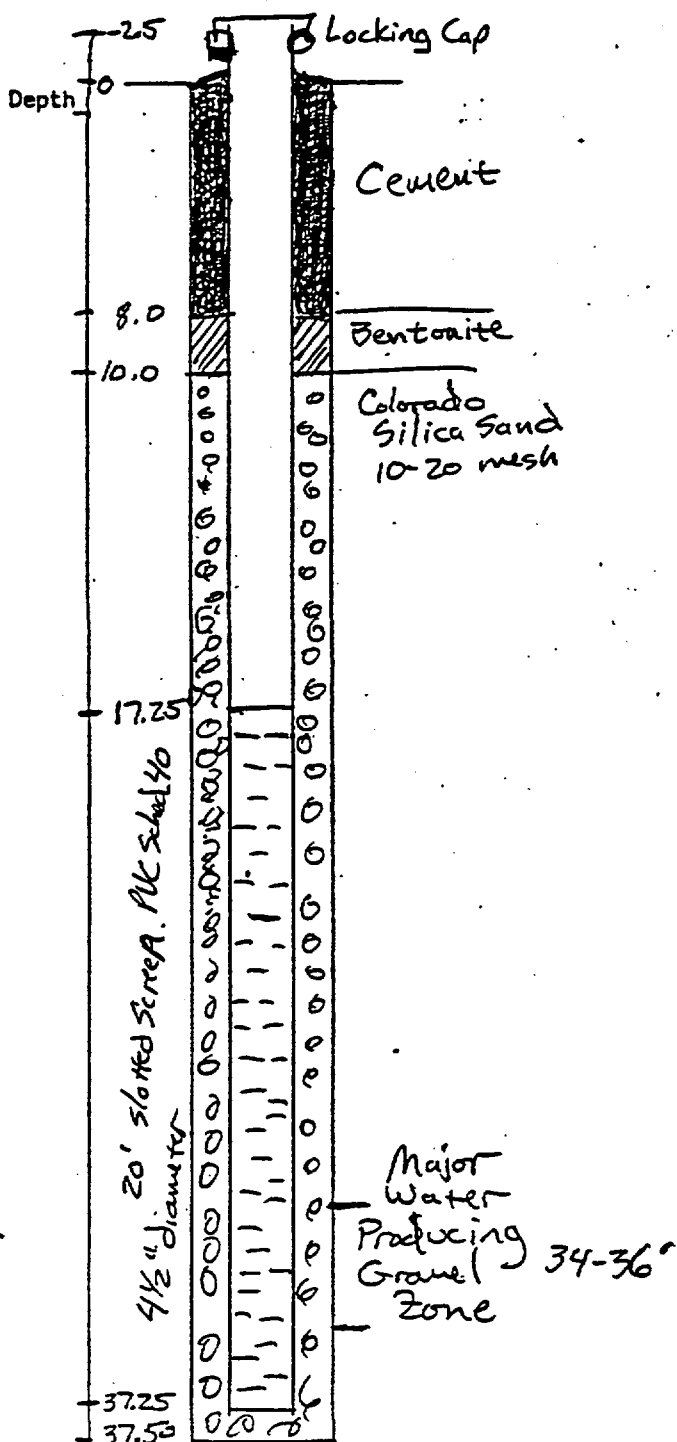 -2.5
Locking Cap
0
Depth
Cement
8.0
Bentonite
10.0
Colorado
Silica Sand
10-20 mesh
17.25
20' slotted Screen. PVC Sched 40
4½" diameter
Major
Water
Producing
Gravel 34-36"
Zone
37.25
37.50